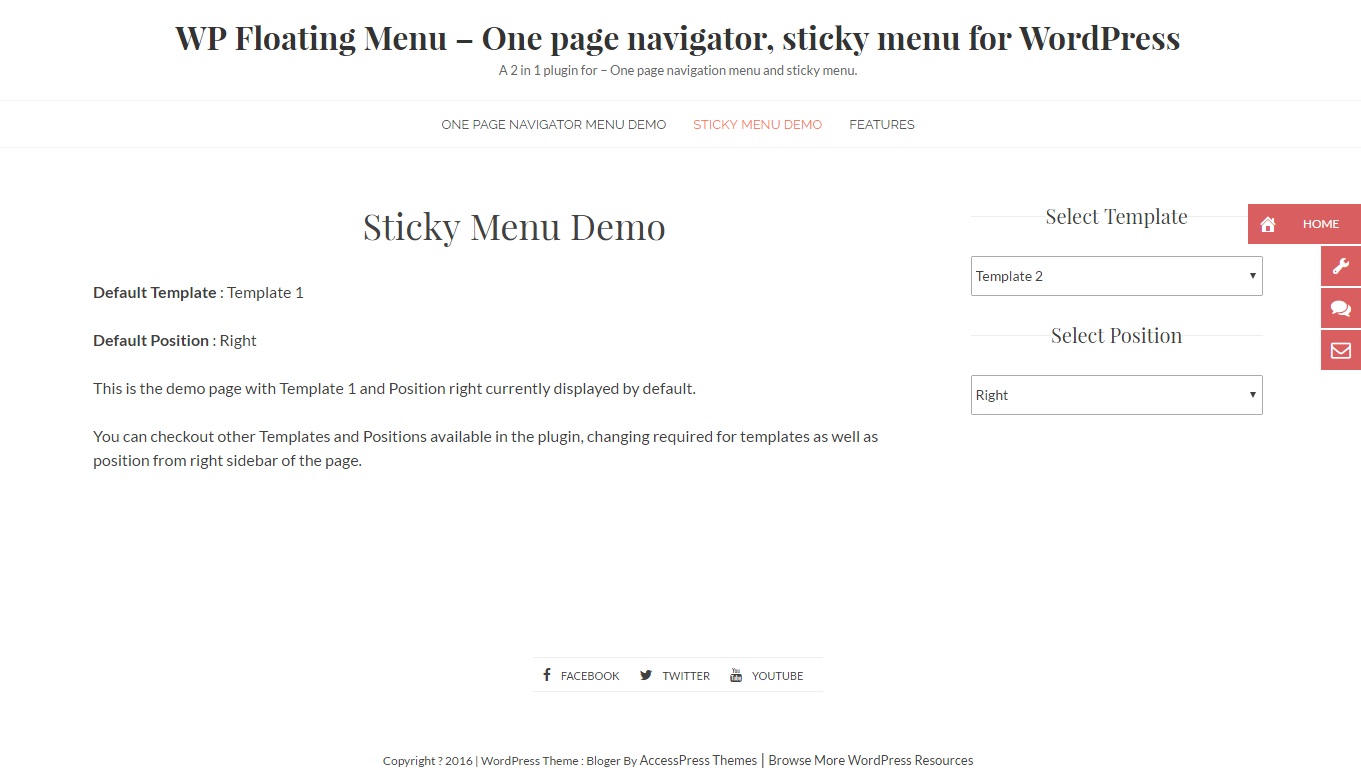 WP Floating Menu – One page navigator, sticky menu for WordPress
A 2 in 1 plugin for – One page navigation menu and sticky menu.
ONE PAGE NAVIGATOR MENU DEMO STICKY MENU DEMO FEATURES
Sticky Menu Demo
Default Template : Template 1
Default Position : Right
This is the demo page with Template 1 and Position right currently displayed by default.
You can checkout other Templates and Positions available in the plugin, changing required for templates as well as
position from right sidebar of the page.
Select Template
Template 2
Select Position
Right
HOME
FACEBOOK TWITTER You Tube YOUTUBE
Copyright ? 2016 | WordPress Theme : Bloger By AccessPress Themes | Browse More WordPress Resources